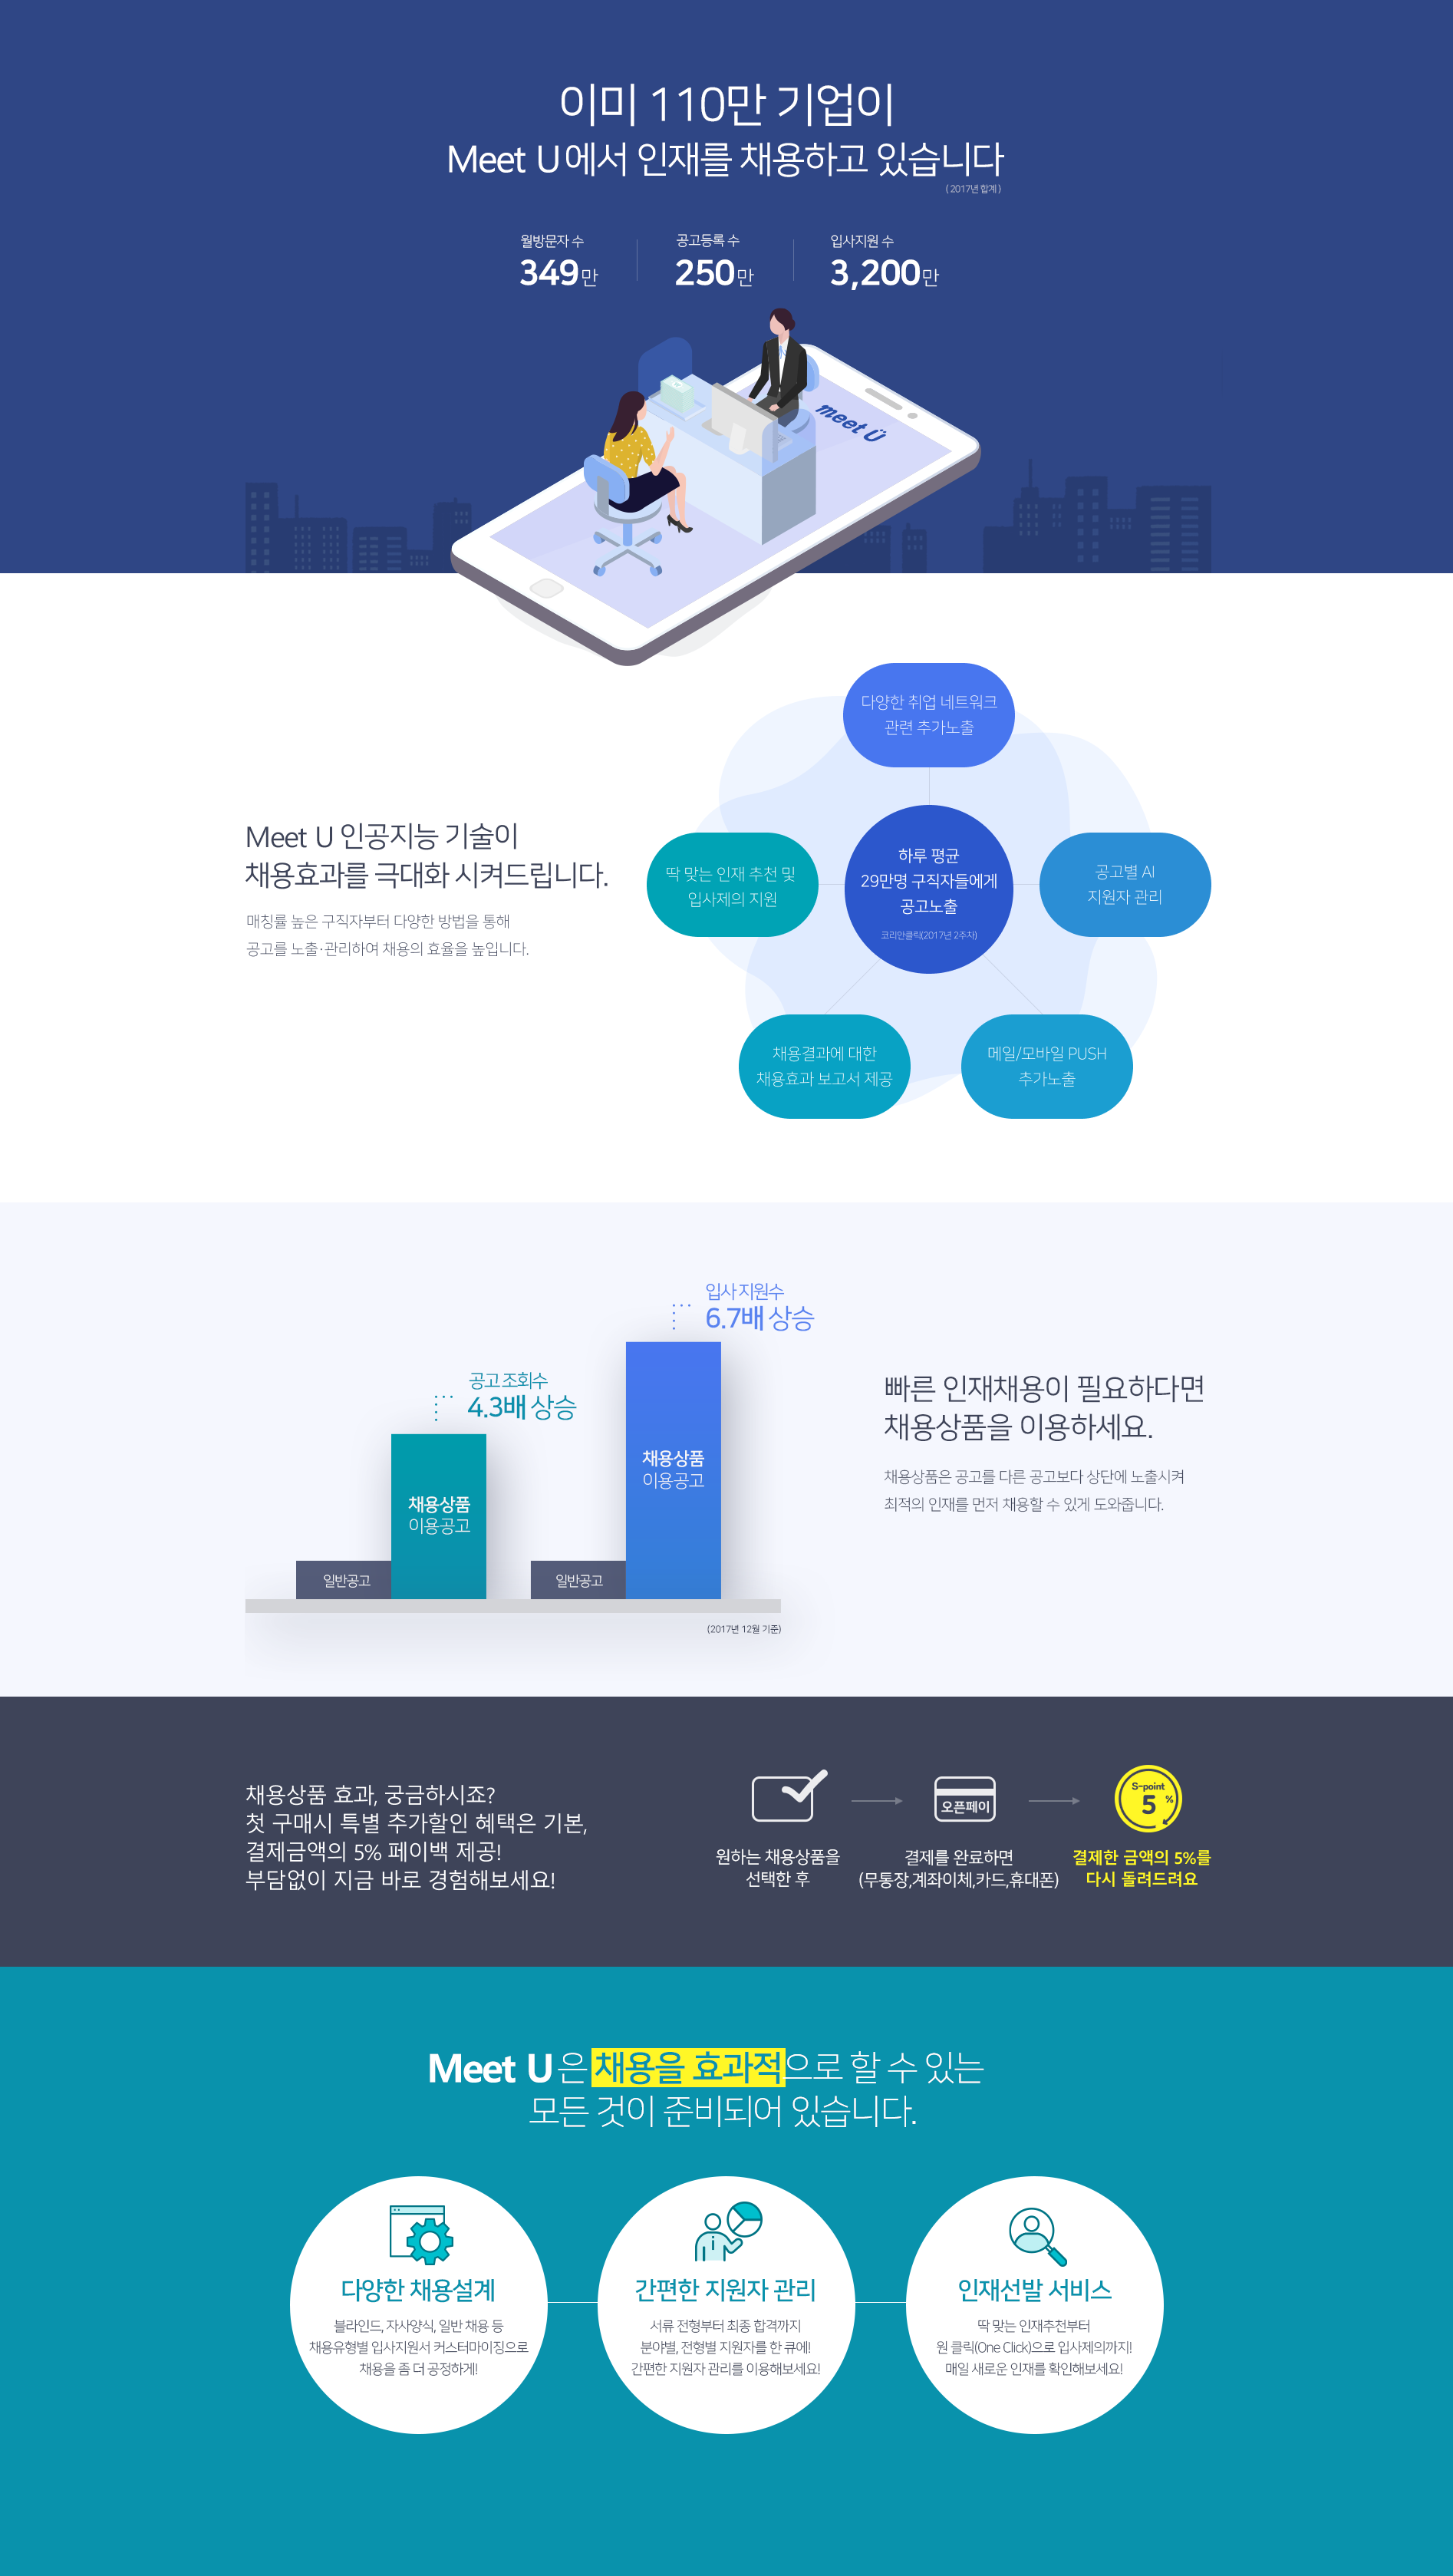 이미 110만 기업이
Meet U에서 인재를 채용하고 있습니다
( 2017년 합계 )
월방문자 수
349만
공고등록 수
250만
입사지원 수
3,200만
meet Ü
다양한 취업 네트워크
관련 추가노출
Meet U 인공지능 기술이
채용효과를 극대화 시켜드립니다.
매칭률 높은 구직자부터 다양한 방법을 통해
공고를 노출·관리하여 채용의 효율을 높입니다.
딱 맞는 인재 추천 및
입사제의 지원
하루 평균
29만명 구직자들에게
공고노출
코리안클릭(2017년 2주차)
공고별 AI
지원자 관리
채용결과에 대한
채용효과 보고서 제공
메일/모바일 PUSH
추가노출
입사 지원수
6.7배 상승
공고 조회수
4.3배 상승
채용상품
이용공고
채용상품
이용공고
일반공고
일반공고
(2017년 12월 기준)
빠른 인재채용이 필요하다면
채용상품을 이용하세요.
채용상품은 공고를 다른 공고보다 상단에 노출시켜
최적의 인재를 먼저 채용할 수 있게 도와줍니다.
채용상품 효과, 궁금하시죠?
첫 구매시 특별 추가할인 혜택은 기본,
결제금액의 5% 페이백 제공!
부담없이 지금 바로 경험해보세요!
원하는 채용상품을
선택한 후
오픈페이
결제를 완료하면
(무통장,계좌이체,카드,휴대폰)
S-point
5 %
결제한 금액의 5%를
다시 돌려드려요
Meet U은 채용을 효과적으로 할 수 있는
모든 것이 준비되어 있습니다.
다양한 채용설계
블라인드, 자사양식, 일반 채용 등
채용유형별 입사지원서 커스터마이징으로
채용을 좀 더 공정하게!
간편한 지원자 관리
서류 전형부터 최종 합격까지
분야별, 전형별 지원자를 한 큐에!
간편한 지원자 관리를 이용해보세요!
인재선발 서비스
딱 맞는 인재추천부터
원 클릭(One Click)으로 입사제의까지!
매일 새로운 인재를 확인해보세요!